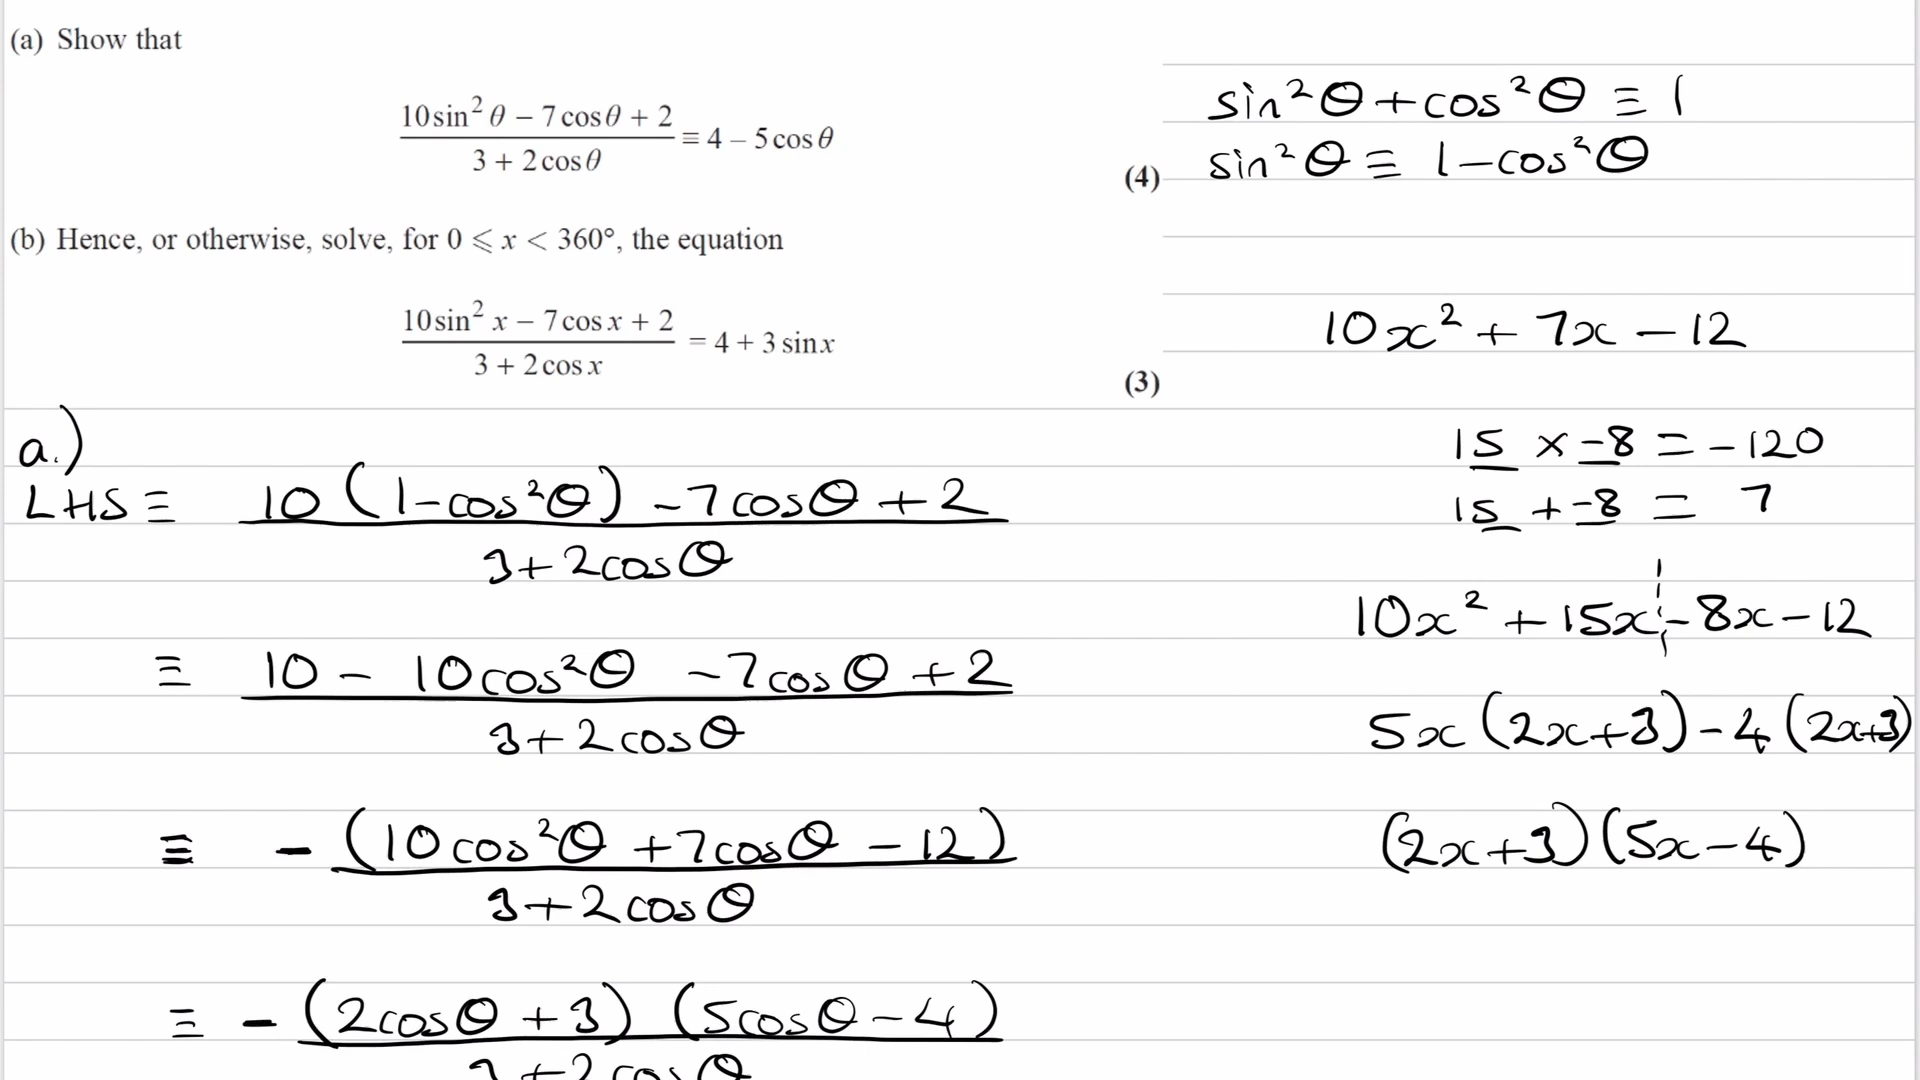 (a) Show that
10 sin² θ − 7 cos θ + 2
3 + 2 cos θ
≡ 4 − 5 cos θ
(4)
(b) Hence, or otherwise, solve, for 0 ⩽ x < 360°, the equation
10 sin² x − 7 cos x + 2
3 + 2 cos x
= 4 + 3 sin x
(3)
a.)
LHS ≡ 10(1 − cos²θ) − 7cosθ + 2
3 + 2cosθ
≡ 10 − 10cos²θ − 7cosθ + 2
3 + 2cosθ
≡ −(10cos²θ + 7cosθ − 12)
3 + 2cosθ
≡ −(2cosθ + 3)(5cosθ − 4)
3 + 2cosθ
sin²θ + cos²θ ≡ 1
sin²θ ≡ 1 − cos²θ
10x² + 7x − 12
15 × −8 = −120
15 + −8 = 7
10x² + 15x − 8x − 12
5x(2x+3) − 4(2x+3)
(2x+3)(5x−4)